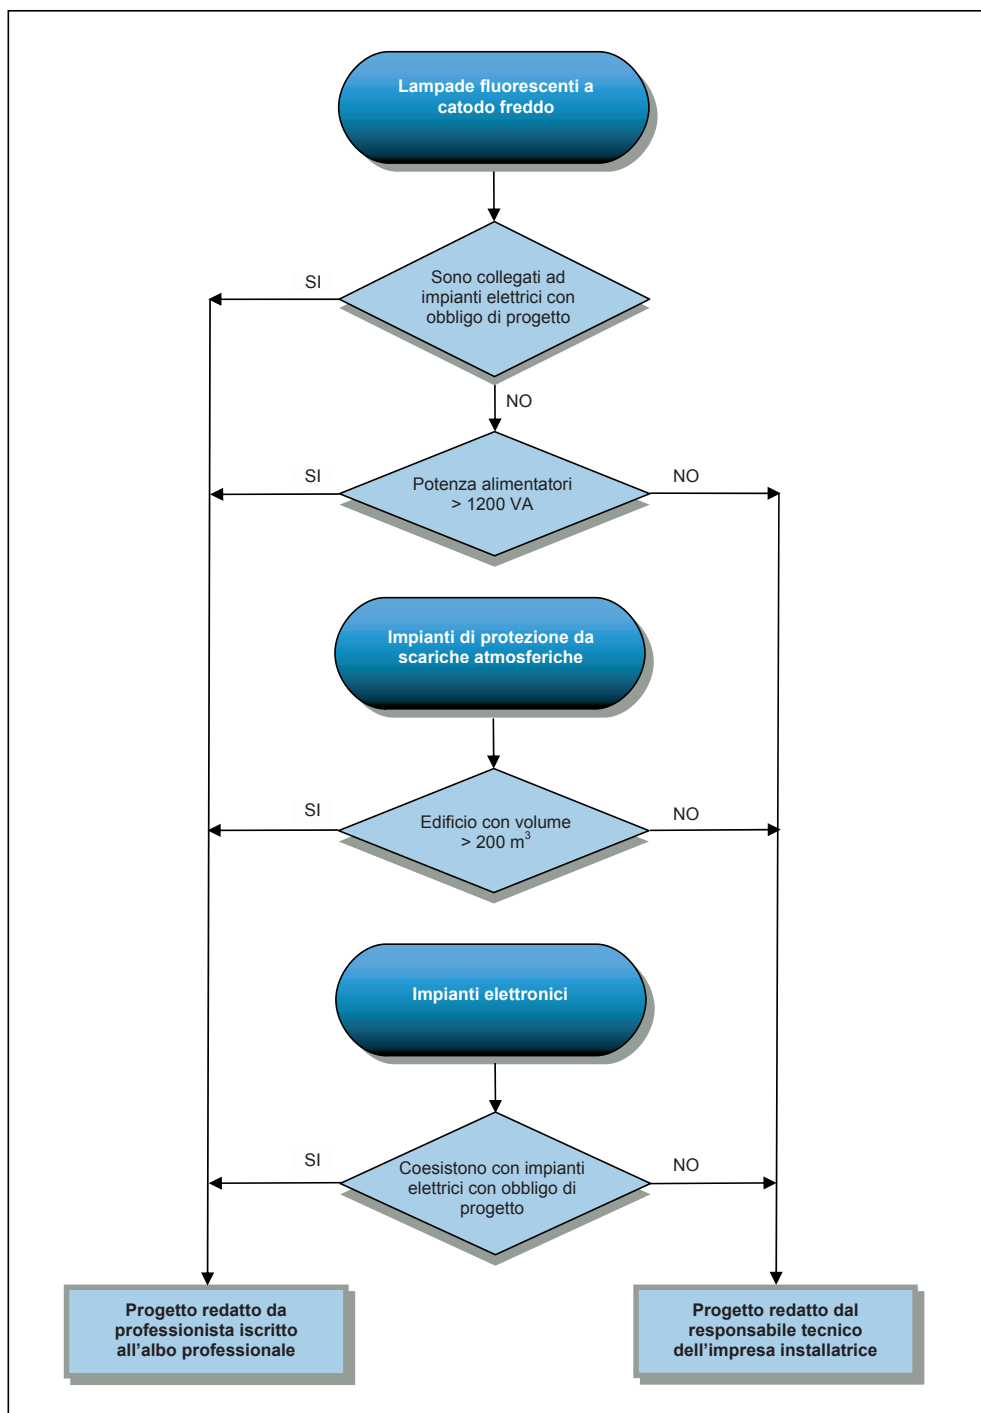 Lampade fluorescenti a
catodo freddo
Sono collegati ad
impianti elettrici con
obbligo di progetto
SI
NO
Potenza alimentatori
> 1200 VA
SI
NO
Impianti di protezione da
scariche atmosferiche
Edificio con volume
> 200 m³
SI
NO
Impianti elettronici
Coesistono con impianti
elettrici con obbligo di
progetto
SI
NO
Progetto redatto da
professionista iscritto
all’albo professionale
Progetto redatto dal
responsabile tecnico
dell’impresa installatrice